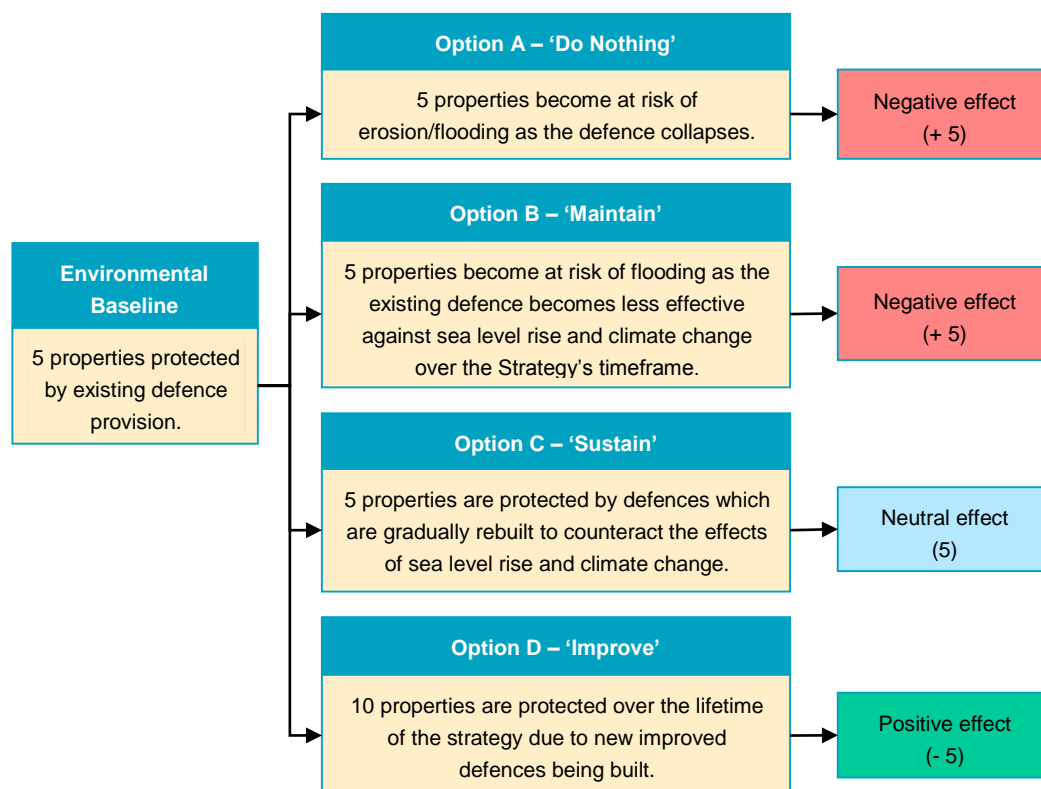 Option A – ‘Do Nothing’
5 properties become at risk of
erosion/flooding as the defence collapses.
Negative effect
(+ 5)
Option B – ‘Maintain’
5 properties become at risk of flooding as the
existing defence becomes less effective
against sea level rise and climate change
over the Strategy’s timeframe.
Negative effect
(+ 5)
Environmental
Baseline
5 properties protected
by existing defence
provision.
Option C – ‘Sustain’
5 properties are protected by defences which
are gradually rebuilt to counteract the effects
of sea level rise and climate change.
Neutral effect
(5)
Option D – ‘Improve’
10 properties are protected over the lifetime
of the strategy due to new improved
defences being built.
Positive effect
(- 5)